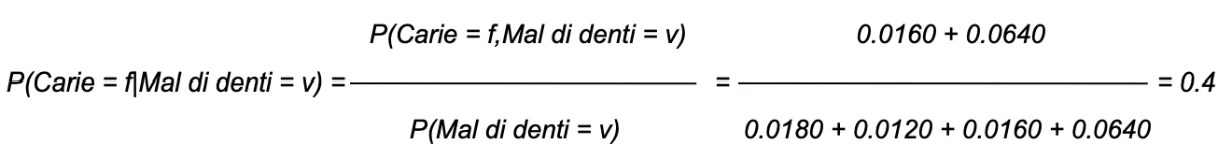 P(Carie = f|Mal di denti = v) = P(Carie = f,Mal di denti = v) / P(Mal di denti = v) = 0.0160 + 0.0640 / 0.0180 + 0.0120 + 0.0160 + 0.0640 = 0.4